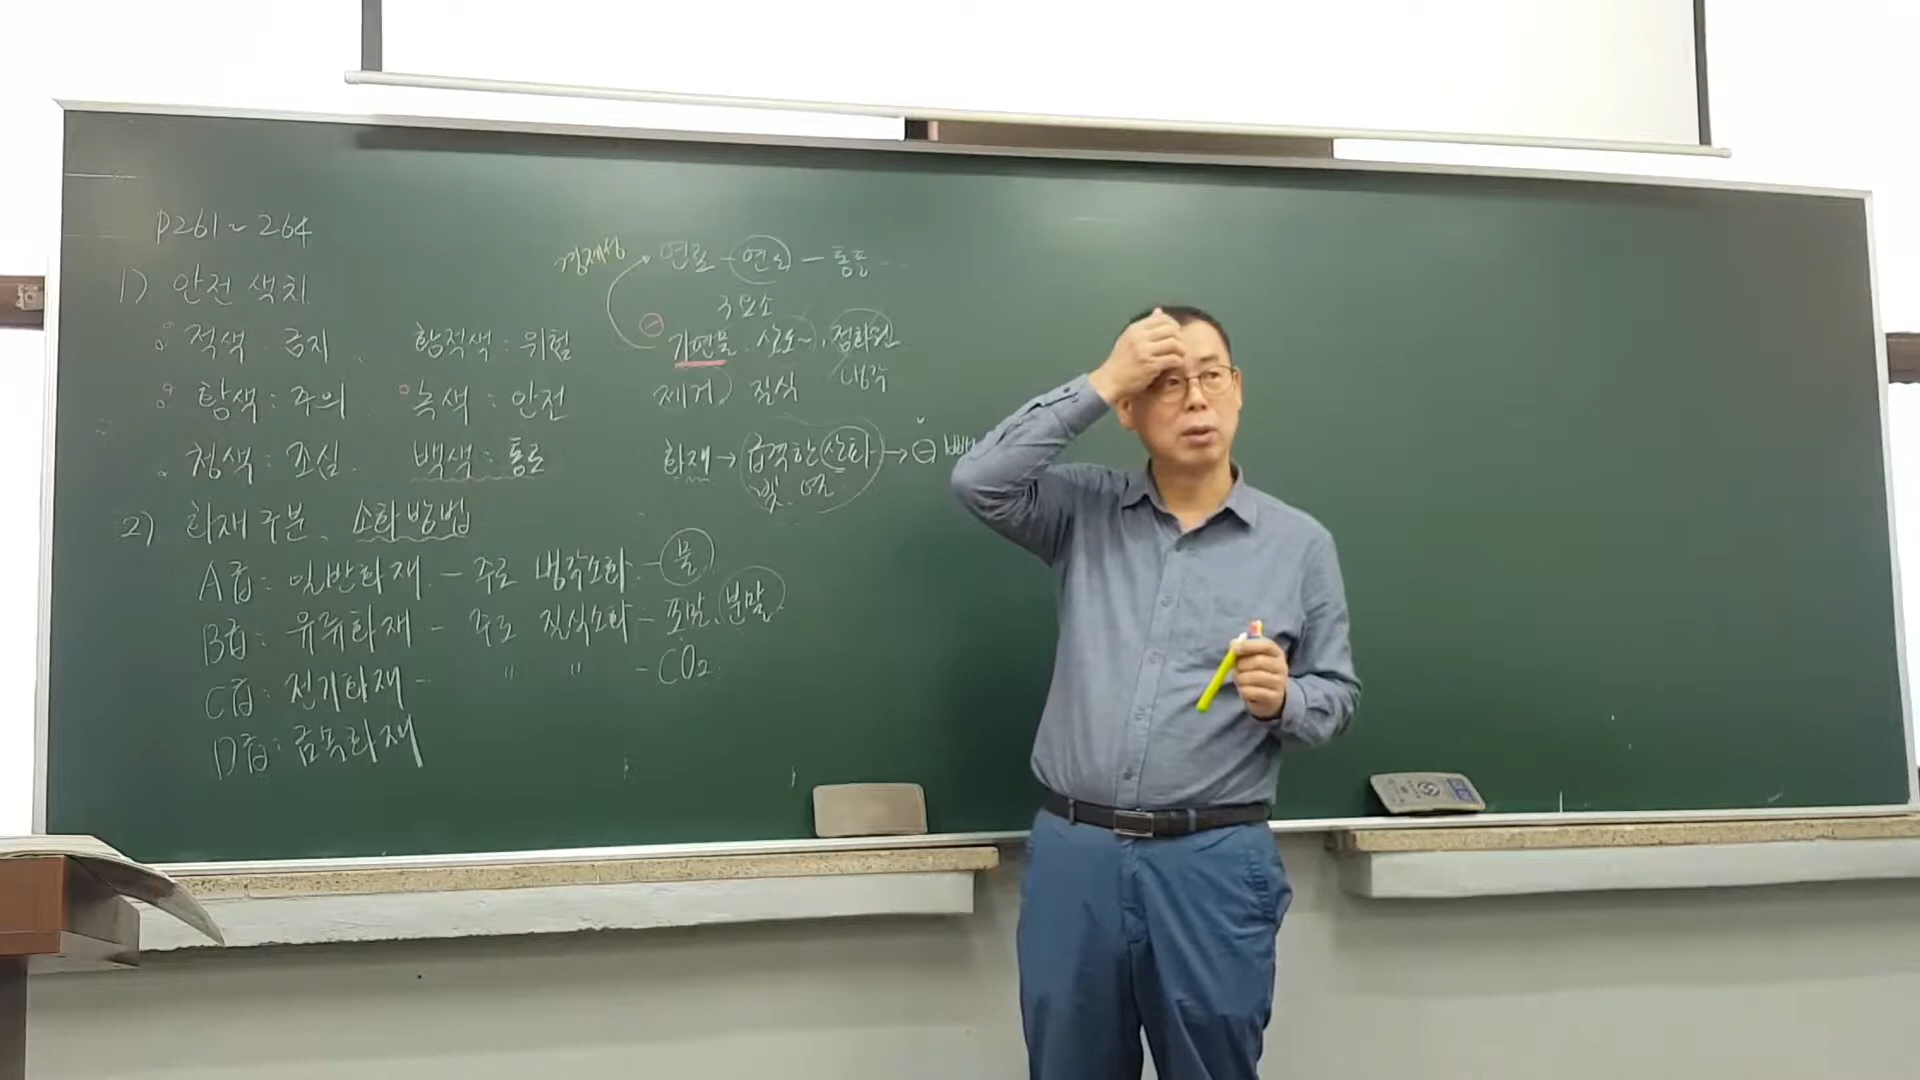 P261~264
1) 안전 색채
적색 : 금지 황적색 : 위험
황색 : 주의 녹색 : 안전
청색 : 조심 백색 : 통로
2) 화재구분、소화방법
A급 : 일반화재 - 주로 냉각소화 - 물
B급 : 유류화재 - 주로 질식소화 - 포말、분말
C급 : 전기화재 - " " - CO₂
D급 : 금속화재
경제성
연료 - 연소 - 통풍
3요소
가연물、산소、점화원
제거 질식 냉각
화재 → 급격한 산화 →
빛、열